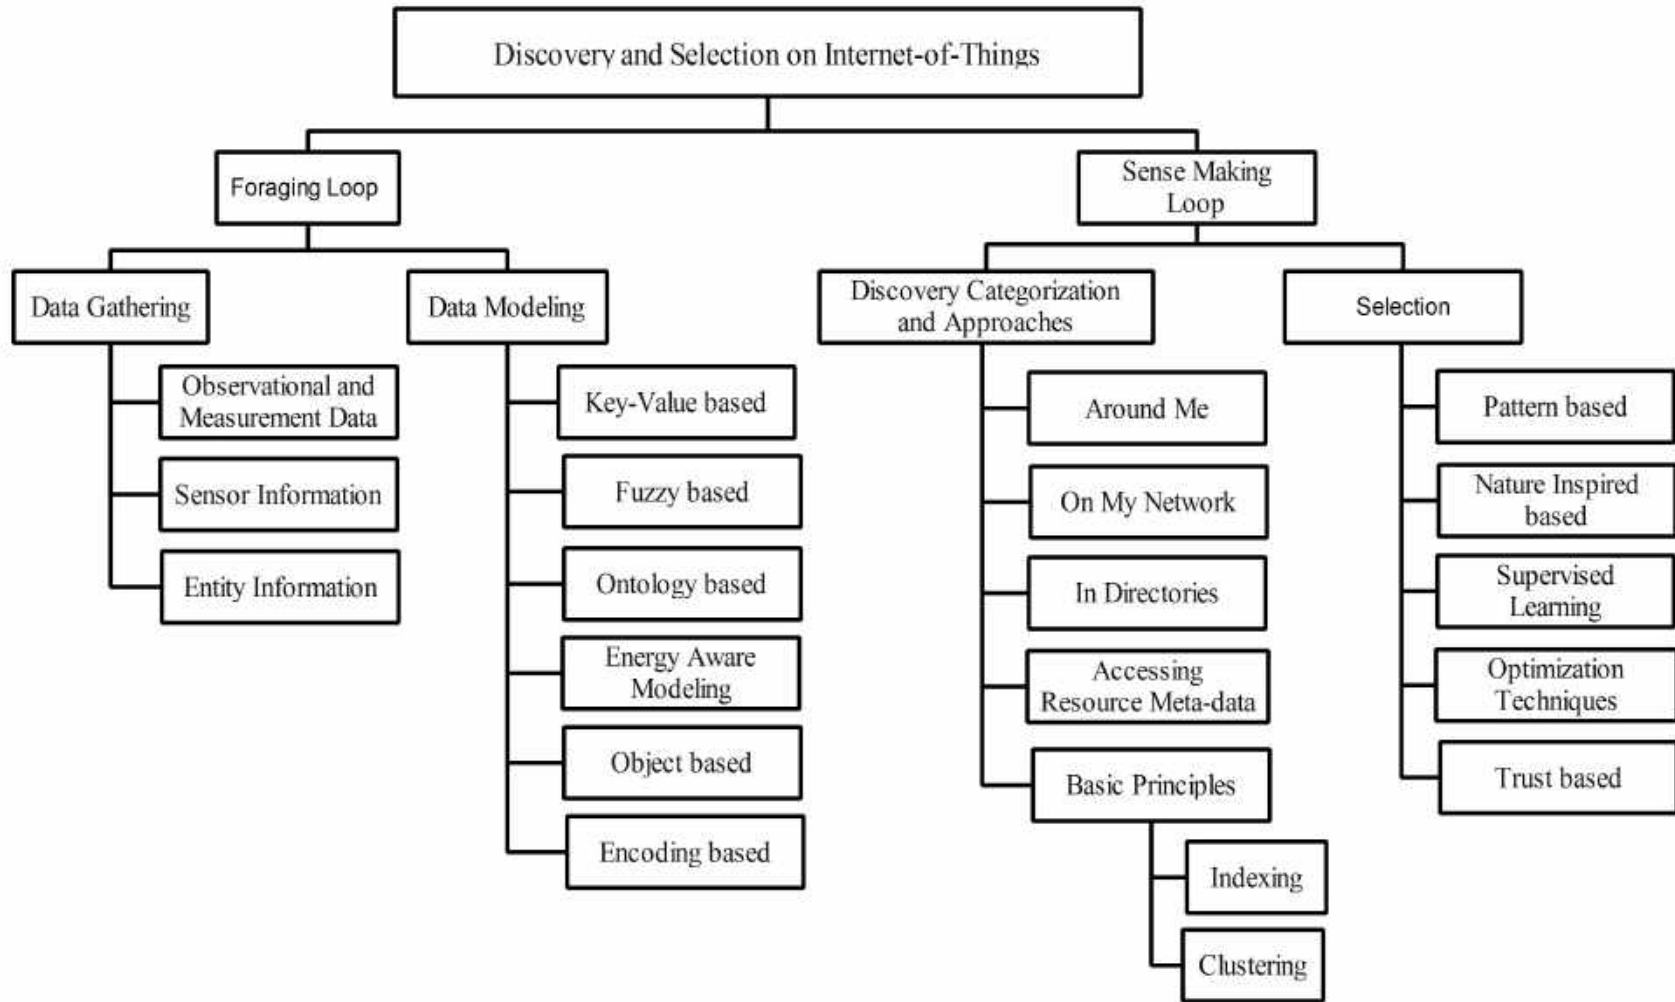 Discovery and Selection on Internet-of-Things
Foraging Loop
Sense Making
Loop
Data Gathering
Data Modeling
Discovery Categorization
and Approaches
Selection
Observational and
Measurement Data
Sensor Information
Entity Information
Key-Value based
Fuzzy based
Ontology based
Energy Aware
Modeling
Object based
Encoding based
Around Me
On My Network
In Directories
Accessing
Resource Meta-data
Basic Principles
Indexing
Clustering
Pattern based
Nature Inspired
based
Supervised
Learning
Optimization
Techniques
Trust based